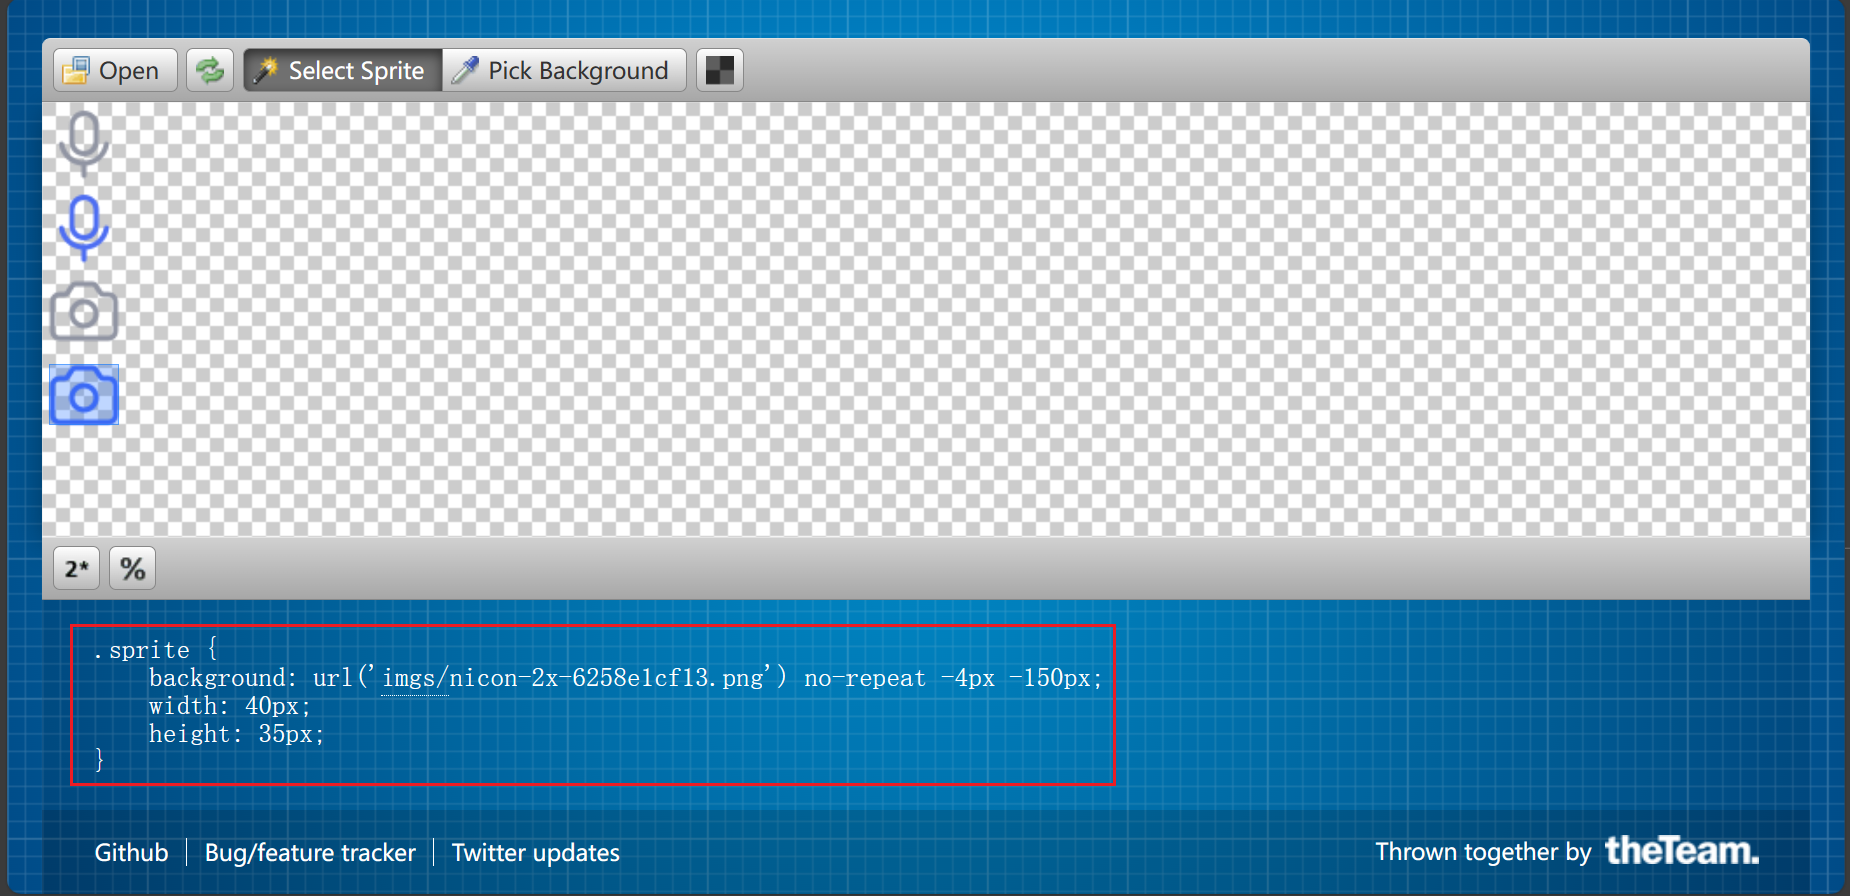 Open Select Sprite Pick Background
2* %
.sprite {
background: url('imgs/nicon-2x-6258e1cf13.png') no-repeat -4px -150px;
width: 40px;
height: 35px;
}
Github Bug/feature tracker Twitter updates Thrown together by theTeam.